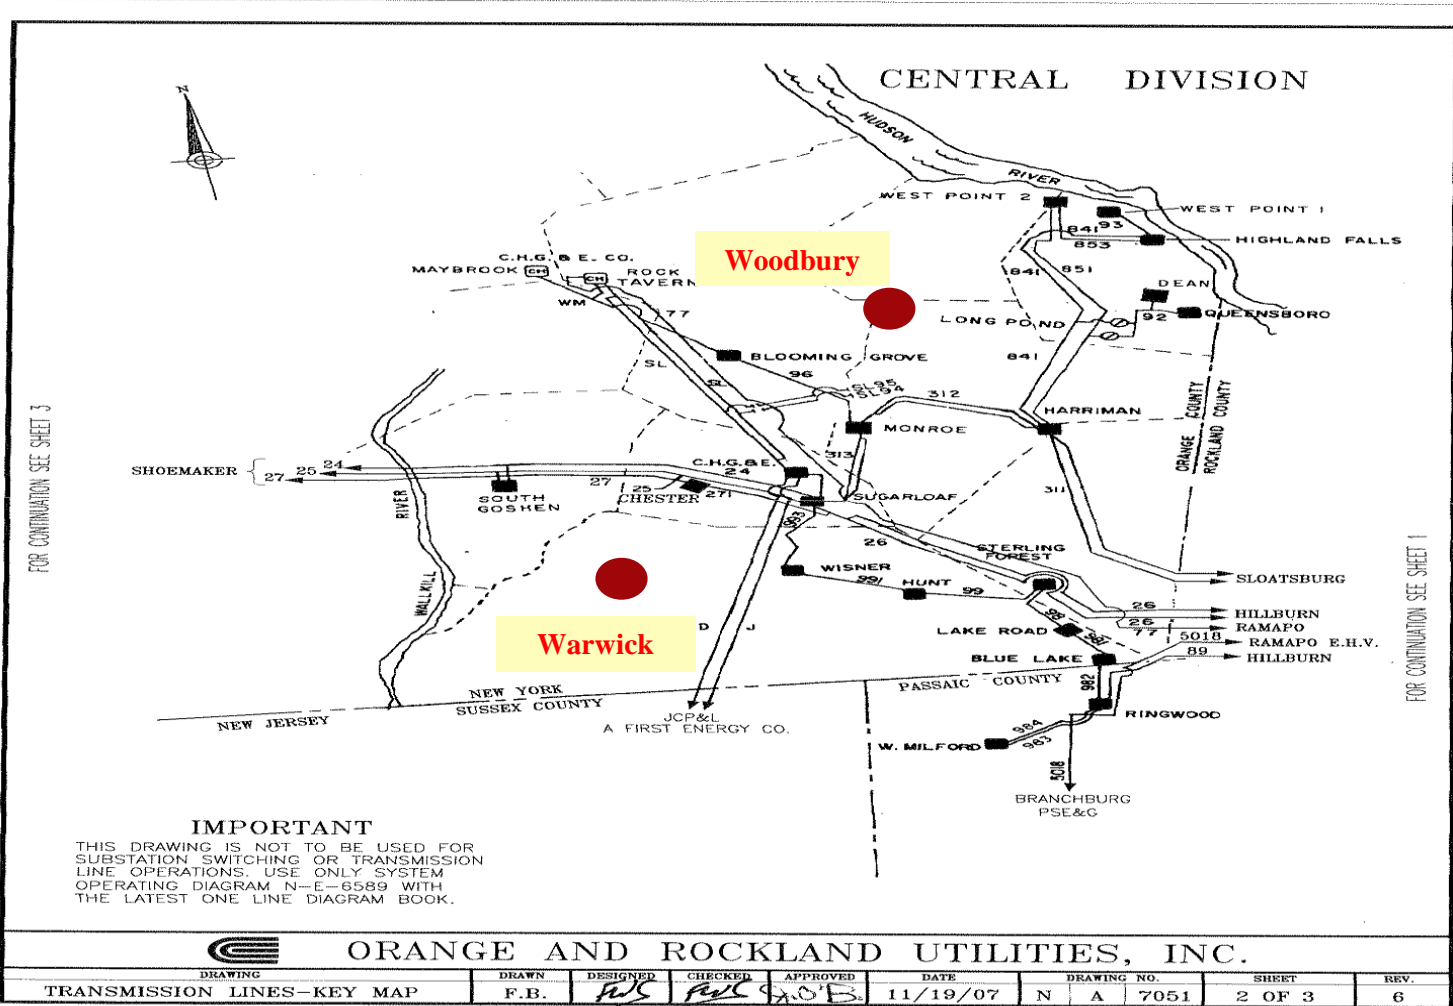 CENTRAL DIVISION
N
HUDSON
RIVER
WEST POINT 2
WEST POINT 1
93
841
853
HIGHLAND FALLS
Woodbury
C.H.G. & E. CO.
MAYBROOK
CH
CH
ROCK
TAVERN
WM
77
841
851
DEAN
LONG POND
92
QUEENSBORO
BLOOMING GROVE
841
SL
SL
96
SL95
SL94
312
HARRIMAN
MONROE
ORANGE COUNTY
ROCKLAND COUNTY
FOR CONTINUATION SEE SHEET 3
SHOEMAKER
24
25
27
C.H.G.& E.
24
313
27
25
CHESTER
271
SOUTH
GOSHEN
SUGARLOAF
311
993
26
STERLING
FOREST
RIVER
WALLKILL
WISNER
991
HUNT
99
SLOATSBURG
FOR CONTINUATION SEE SHEET 1
26
HILLBURN
26
RAMAPO
77
5018
RAMAPO E.H.V.
89
HILLBURN
981
LAKE ROAD
981
BLUE LAKE
Warwick
D J
NEW YORK
SUSSEX COUNTY
PASSAIC COUNTY
982
NEW JERSEY
JCP&L
A FIRST ENERGY CO.
RINGWOOD
984
983
W. MILFORD
5018
BRANCHBURG
PSE&G
IMPORTANT
THIS DRAWING IS NOT TO BE USED FOR
SUBSTATION SWITCHING OR TRANSMISSION
LINE OPERATIONS. USE ONLY SYSTEM
OPERATING DIAGRAM N-E-6589 WITH
THE LATEST ONE LINE DIAGRAM BOOK.
ORANGE AND ROCKLAND UTILITIES, INC.
DRAWING DRAWN DESIGNED CHECKED APPROVED DATE DRAWING NO. SHEET REV.
TRANSMISSION LINES-KEY MAP F.B. 11/19/07 N A 7051 2 OF 3 6